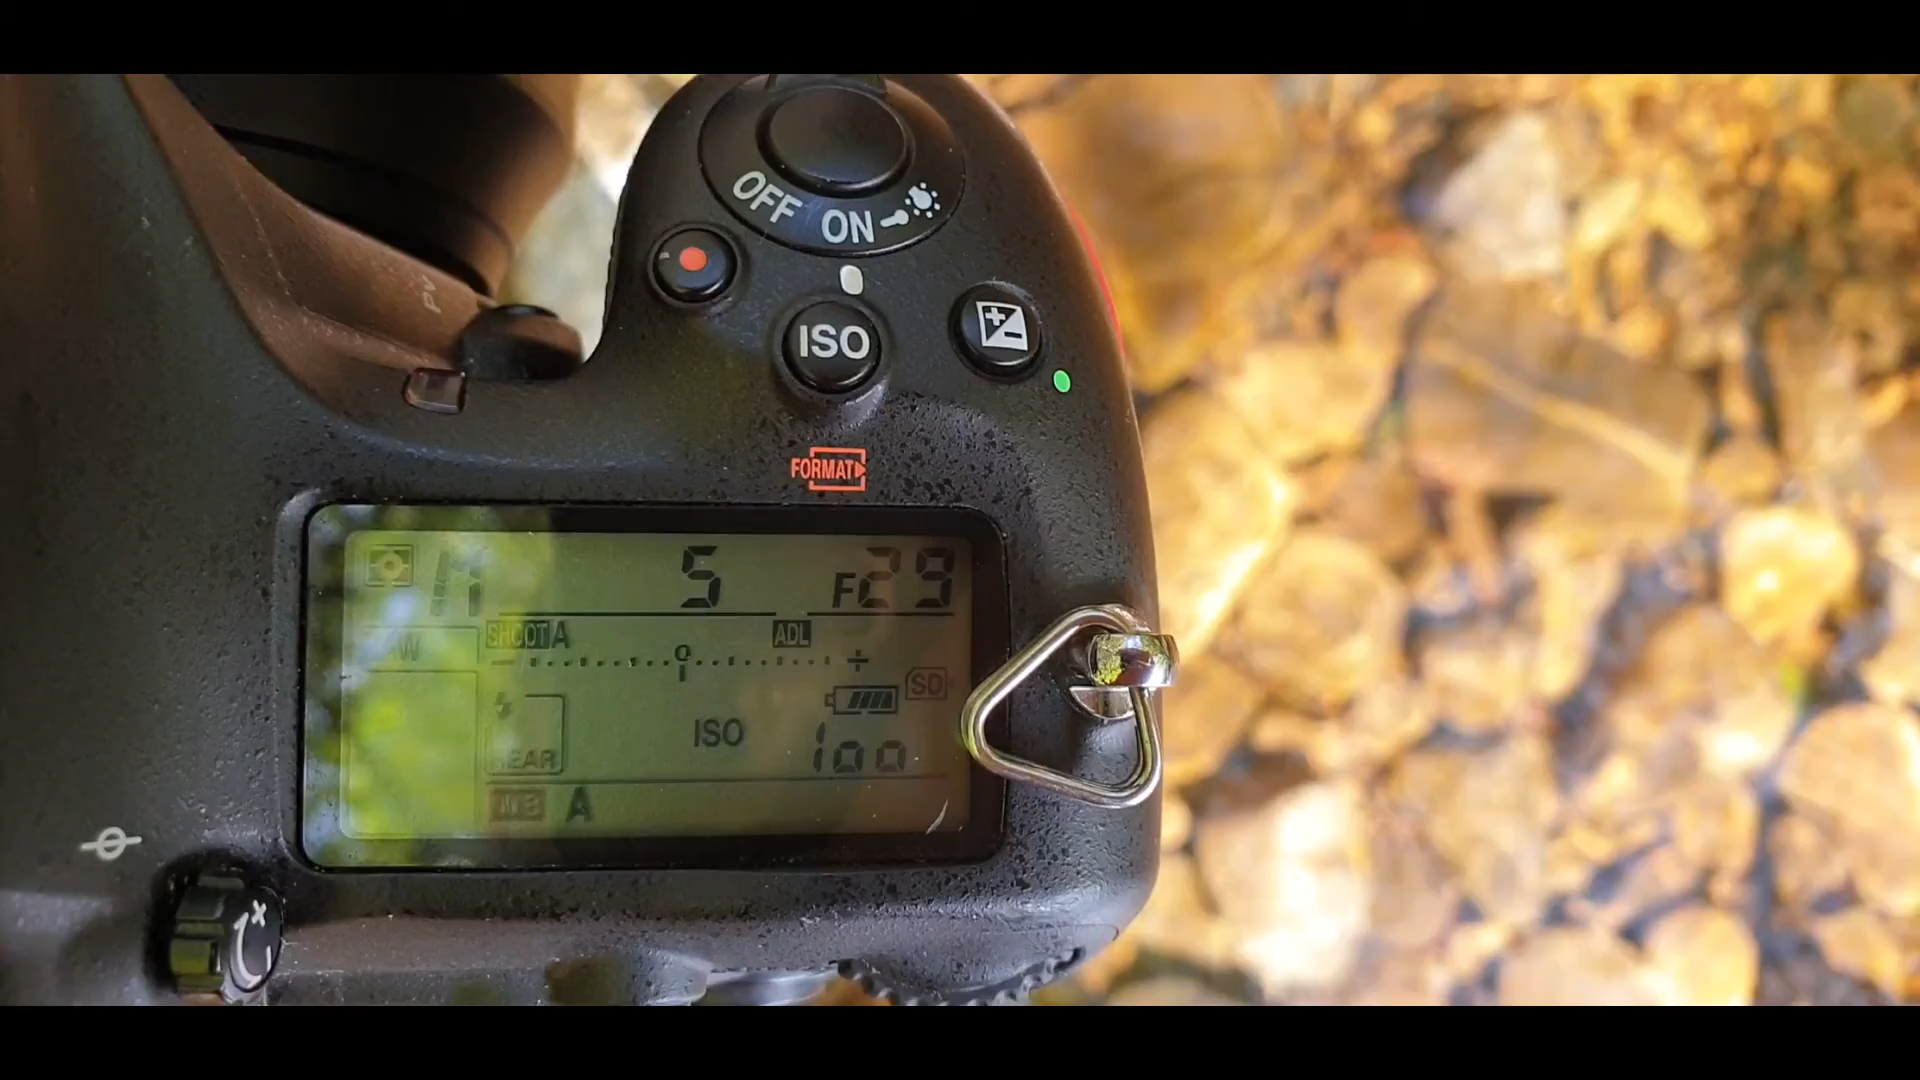 OFF ON
ISO
FORMAT
PV
M 5 F29
SHOOT A ADL
SD
ISO
REAR 100
WB A